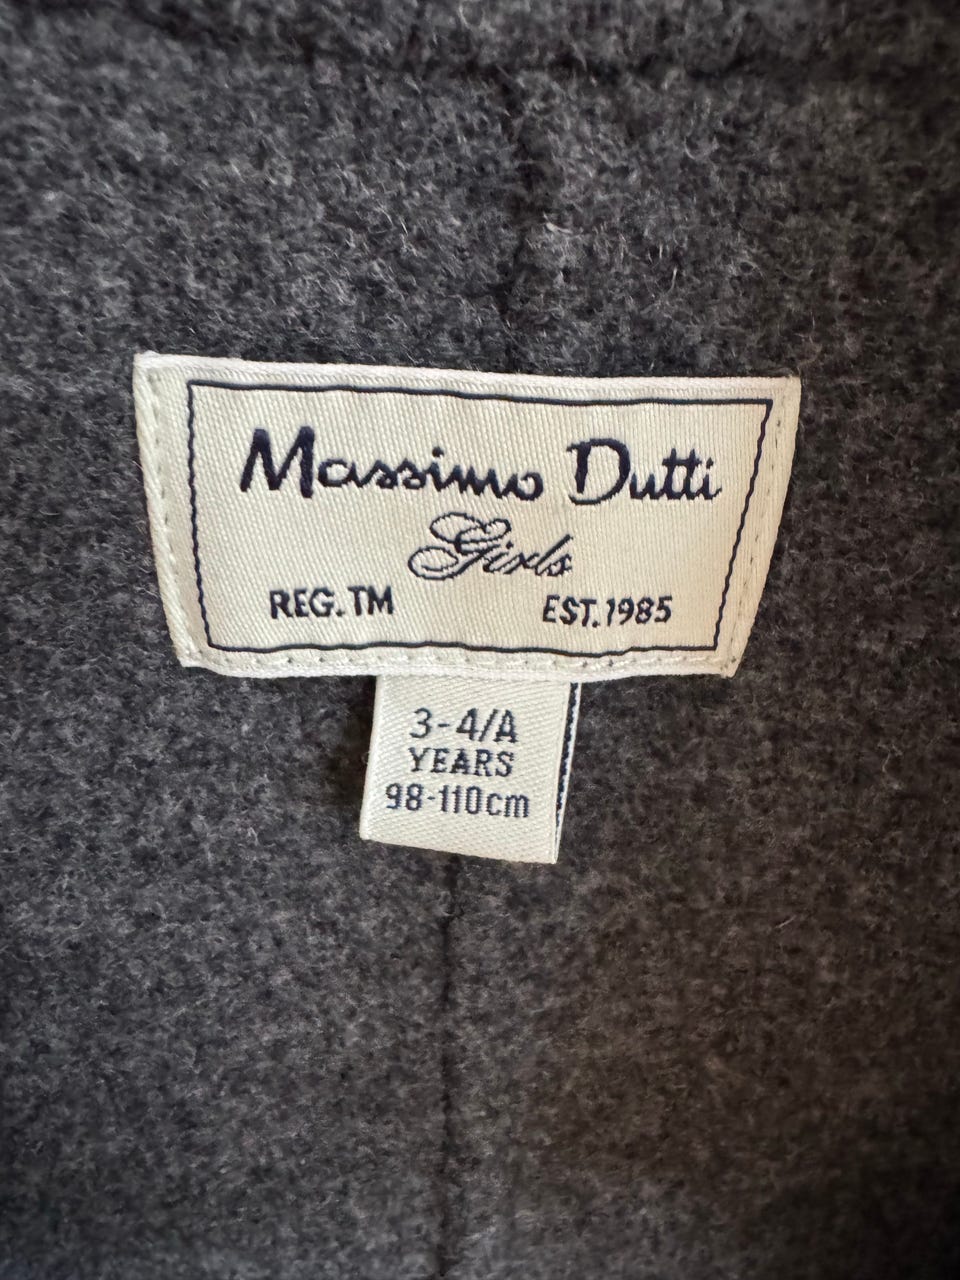 Massimo Dutti
Girls
REG. TM EST. 1985
3-4/A
YEARS
98-110cm